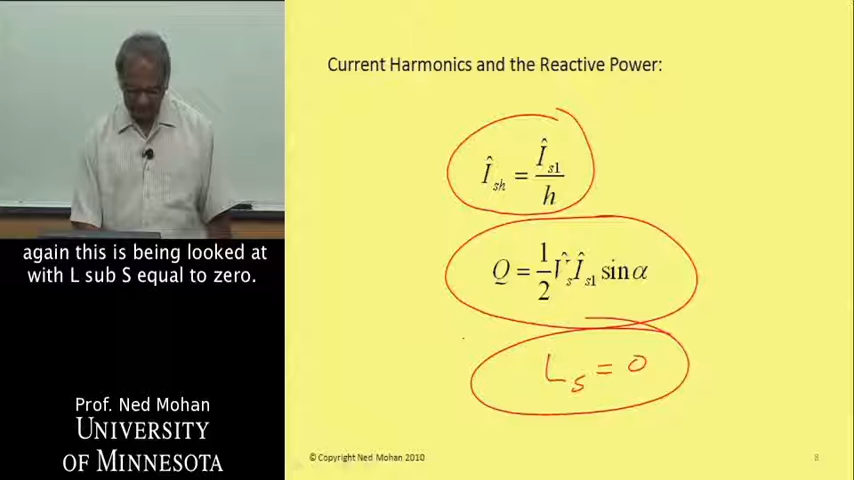 Current Harmonics and the Reactive Power:
Î_sh = Î_s1 / h
Q = 1/2 V̂_s Î_s1 sin α
L_s = 0
again this is being looked at
with L sub S equal to zero.
Prof. Ned Mohan
UNIVERSITY
OF MINNESOTA
© Copyright Ned Mohan 2010
8